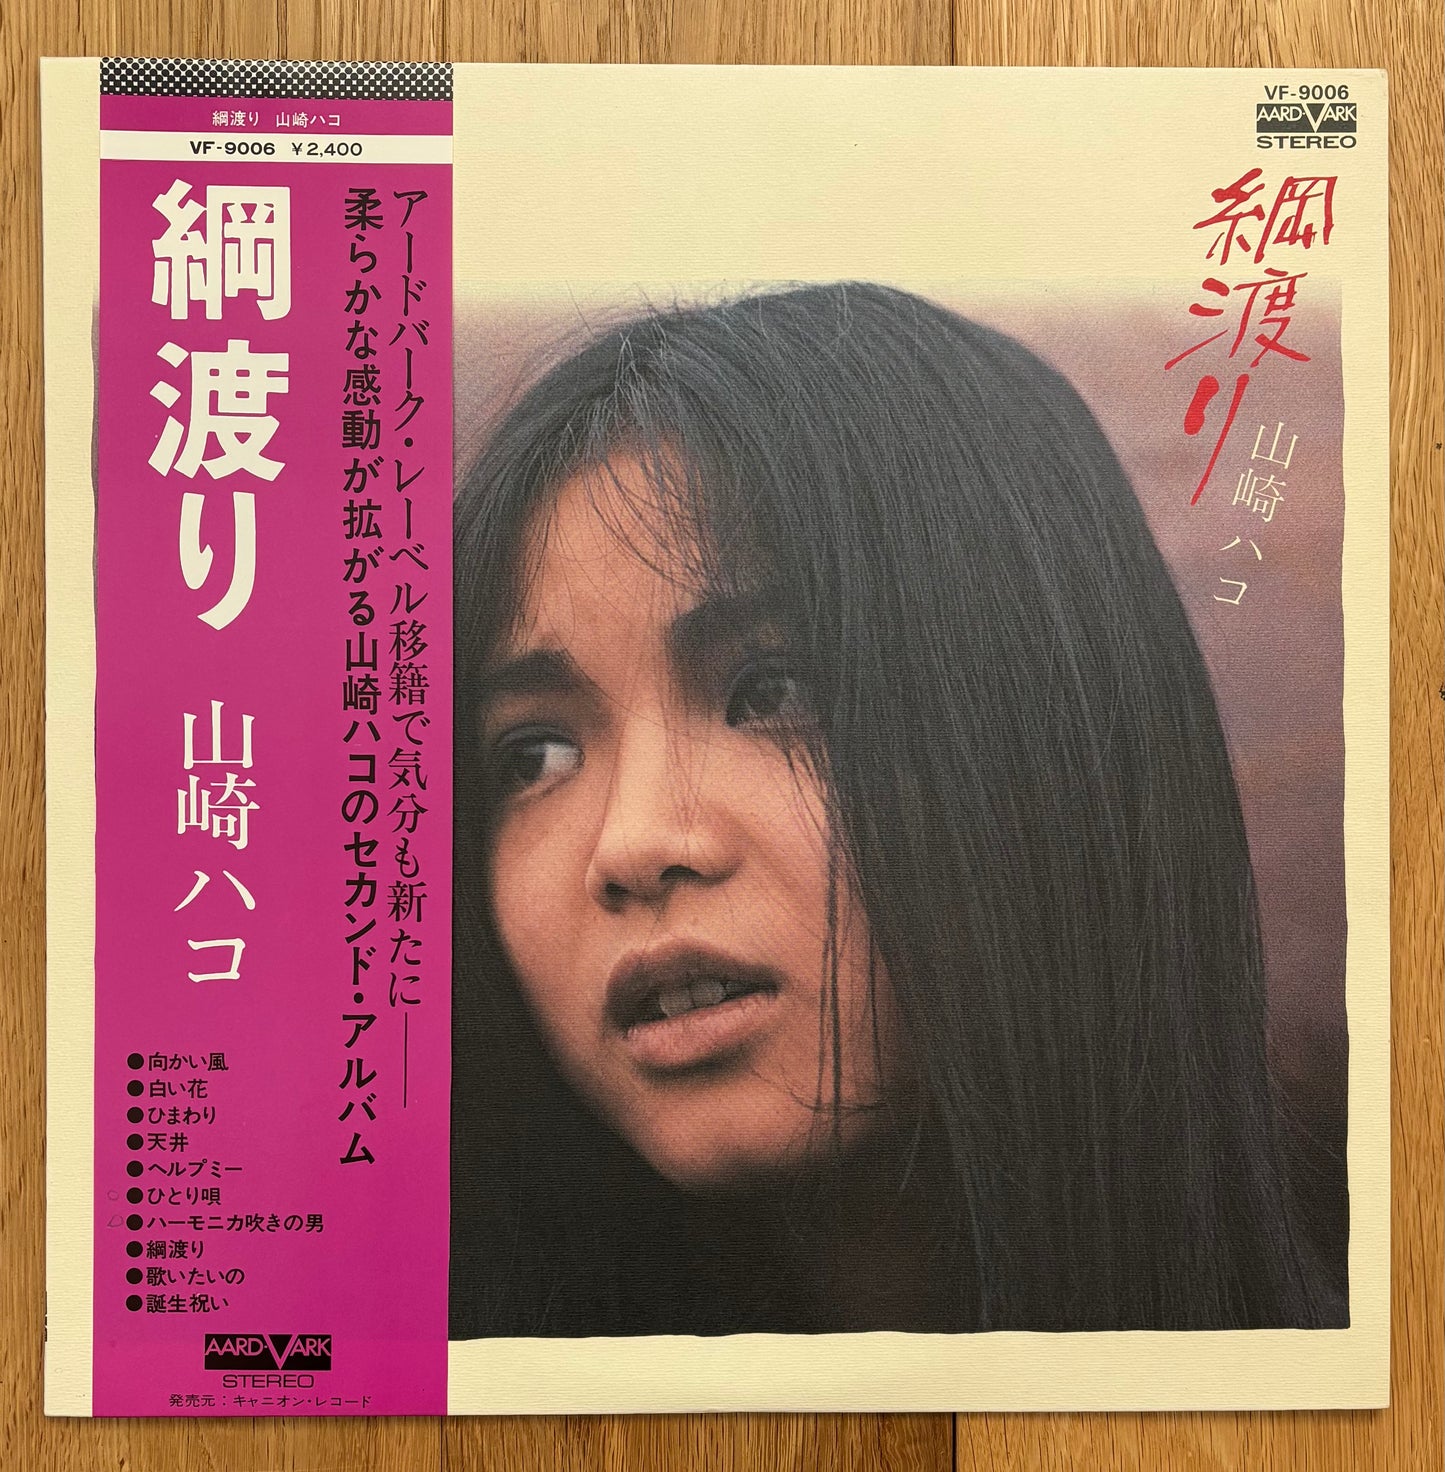 綱渡り 山崎ハコ
VF-9006 ￥2,400
綱渡り 山崎ハコ
アードバーク・レーベル移籍で気分も新たに――
柔らかな感動が拡がる山崎ハコのセカンド・アルバム
●向かい風
●白い花
●ひまわり
●天井
●ヘルプミー
●ひとり唄
●ハーモニカ吹きの男
●綱渡り
●歌いたいの
●誕生祝い
AARD-VARK
STEREO
発売元：キャニオン・レコード
VF-9006
AARD-VARK
STEREO
綱渡り
山崎ハコ